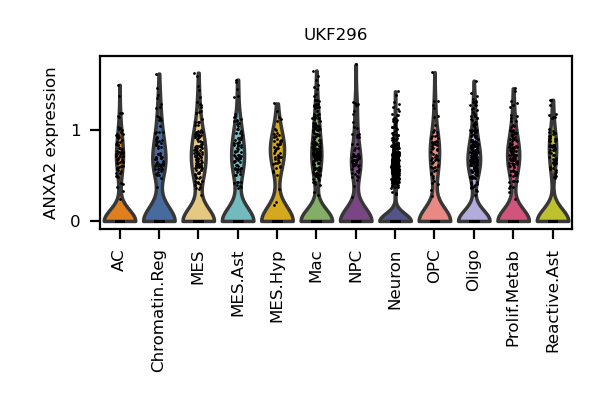 UKF296
ANXA2 expression
1
0
AC
Chromatin.Reg
MES
MES.Ast
MES.Hyp
Mac
NPC
Neuron
OPC
Oligo
Prolif.Metab
Reactive.Ast